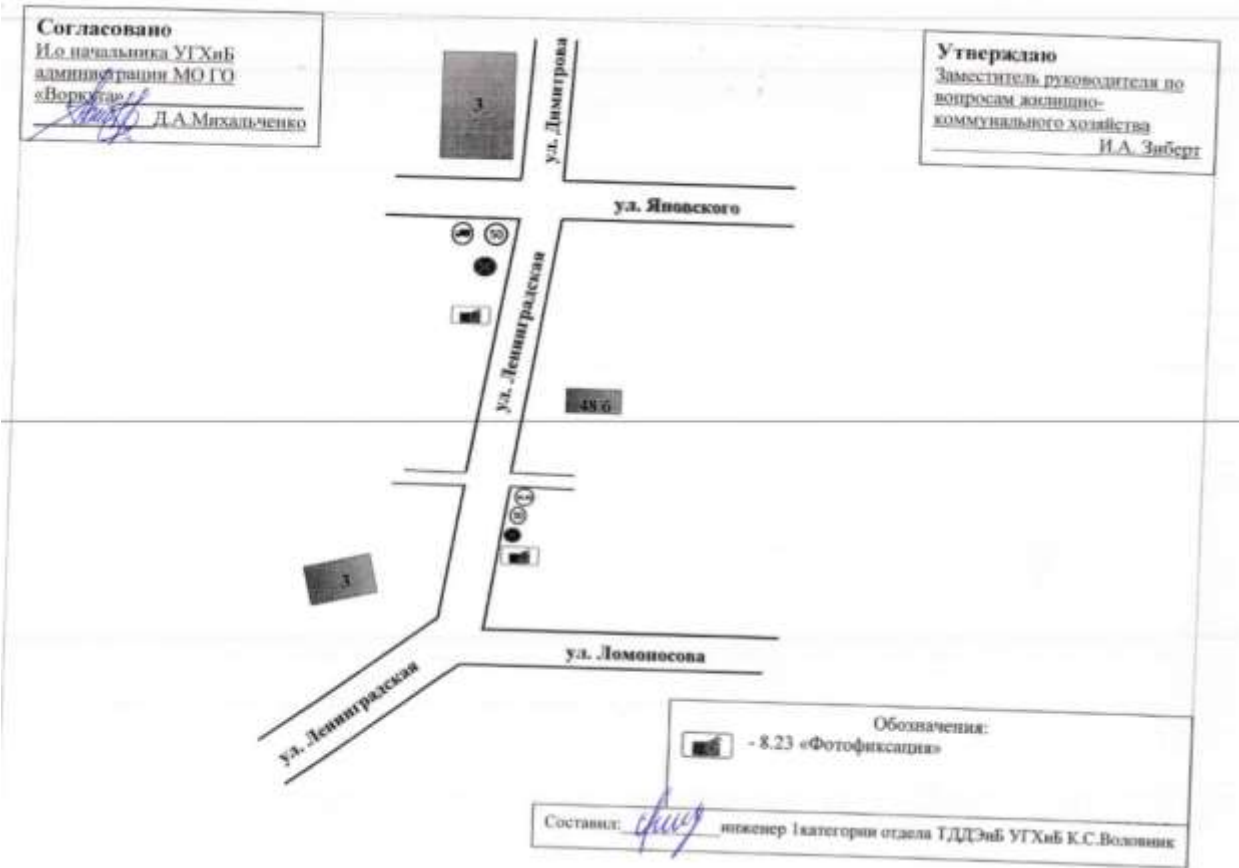 Согласовано
И.о начальника УГХиБ
администрации МО ГО
«Воркута»
Д.А.Михальченко
Утверждаю
Заместитель руководителя по
вопросам жилищно-
коммунального хозяйства
И.А. Зиберт
3
ул. Димитрова
ул. Яновского
50
ул. Ленинградская
48б
3
ул. Ломоносова
ул. Ленинградская
Обозначения:
- 8.23 «Фотофиксация»
Составил: инженер 1категории отдела ТДДЭиБ УГХиБ К.С.Воловник